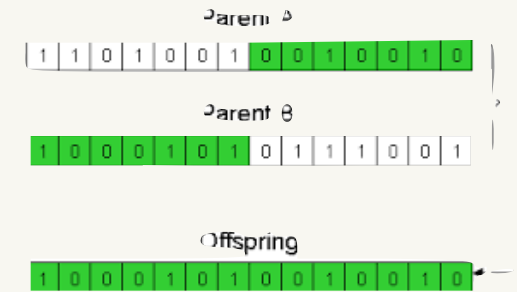 Parent A
1 1 0 1 0 0 1 0 0 1 0 0 1 0
Parent B
1 0 0 0 1 0 1 0 1 1 1 0 0 1
Offspring
1 0 0 0 1 0 1 0 0 1 0 0 1 0